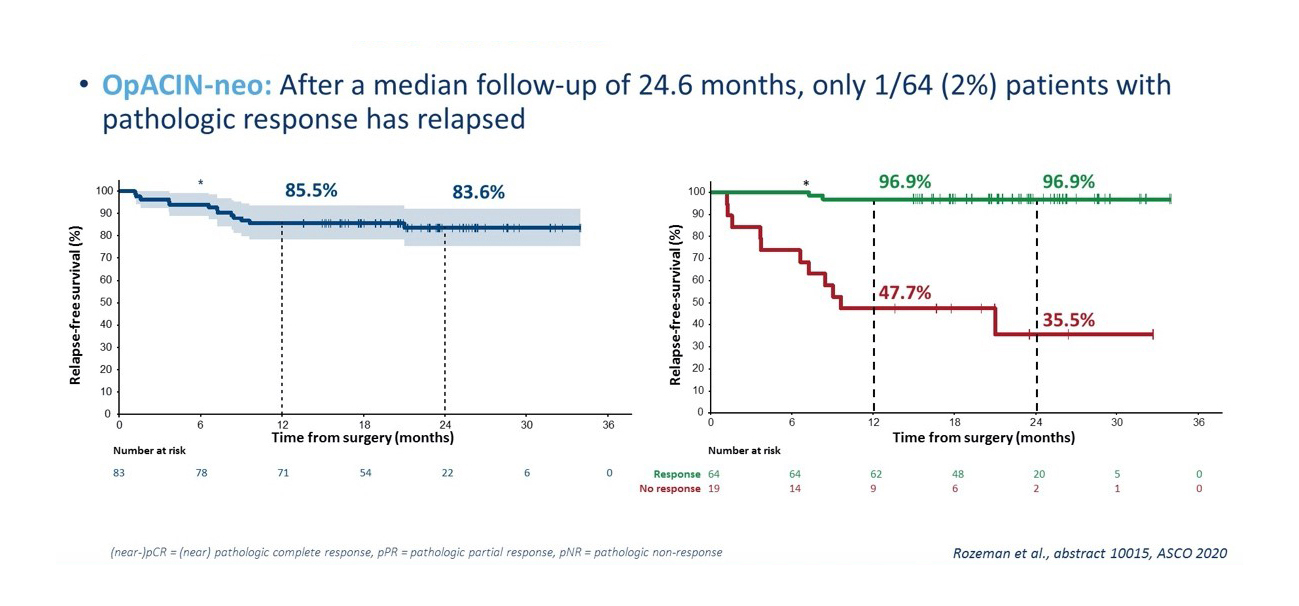 • OpACIN-neo: After a median follow-up of 24.6 months, only 1/64 (2%) patients with
pathologic response has relapsed
Relapse-free survival (%)
100
90
80
70
60
50
40
30
20
10
0
*
85.5%
83.6%
0 6 12 18 24 30 36
Time from surgery (months)
Number at risk
83 78 71 54 22 6 0
Relapse-free-survival (%)
100
90
80
70
60
50
40
30
20
10
0
*
96.9%
96.9%
47.7%
35.5%
0 6 12 18 24 30 36
Time from surgery (months)
Number at risk
Response 64 64 62 48 20 5 0
No response 19 14 9 6 2 1 0
(near-)pCR = (near) pathologic complete response, pPR = pathologic partial response, pNR = pathologic non-response
Rozeman et al., abstract 10015, ASCO 2020